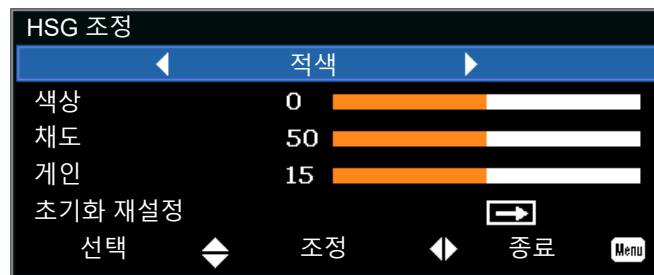 HSG 조정
적색
색상 0
채도 50
게인 15
초기화 재설정
선택 조정 종료 Menu